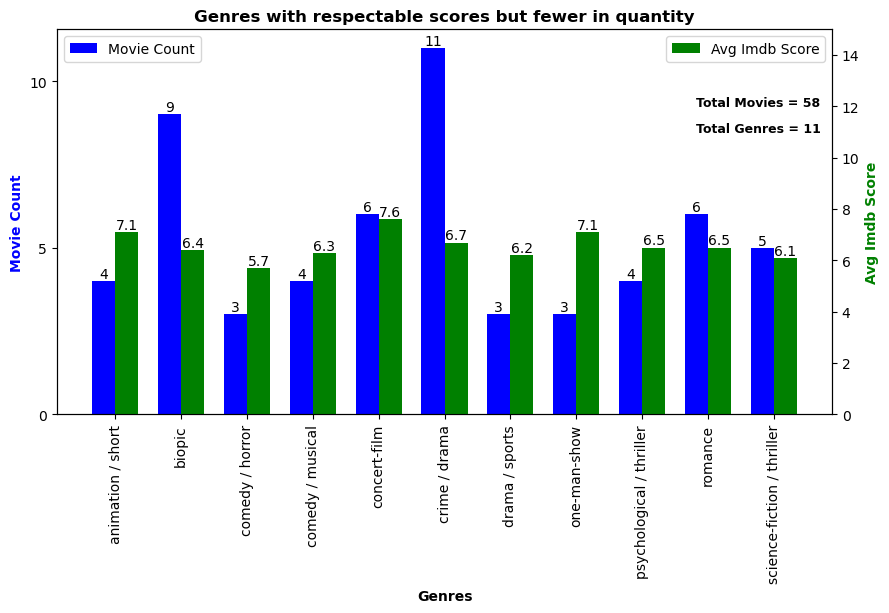 Genres with respectable scores but fewer in quantity
Movie Count
Avg Imdb Score
Total Movies = 58
Total Genres = 11
Movie Count
0
5
10
4
7.1
9
6.4
3
5.7
4
6.3
6
7.6
11
6.7
3
6.2
3
7.1
4
6.5
6
6.5
5
6.1
0
2
4
6
8
10
12
14
Avg Imdb Score
animation / short
biopic
comedy / horror
comedy / musical
concert-film
crime / drama
drama / sports
one-man-show
psychological / thriller
romance
science-fiction / thriller
Genres